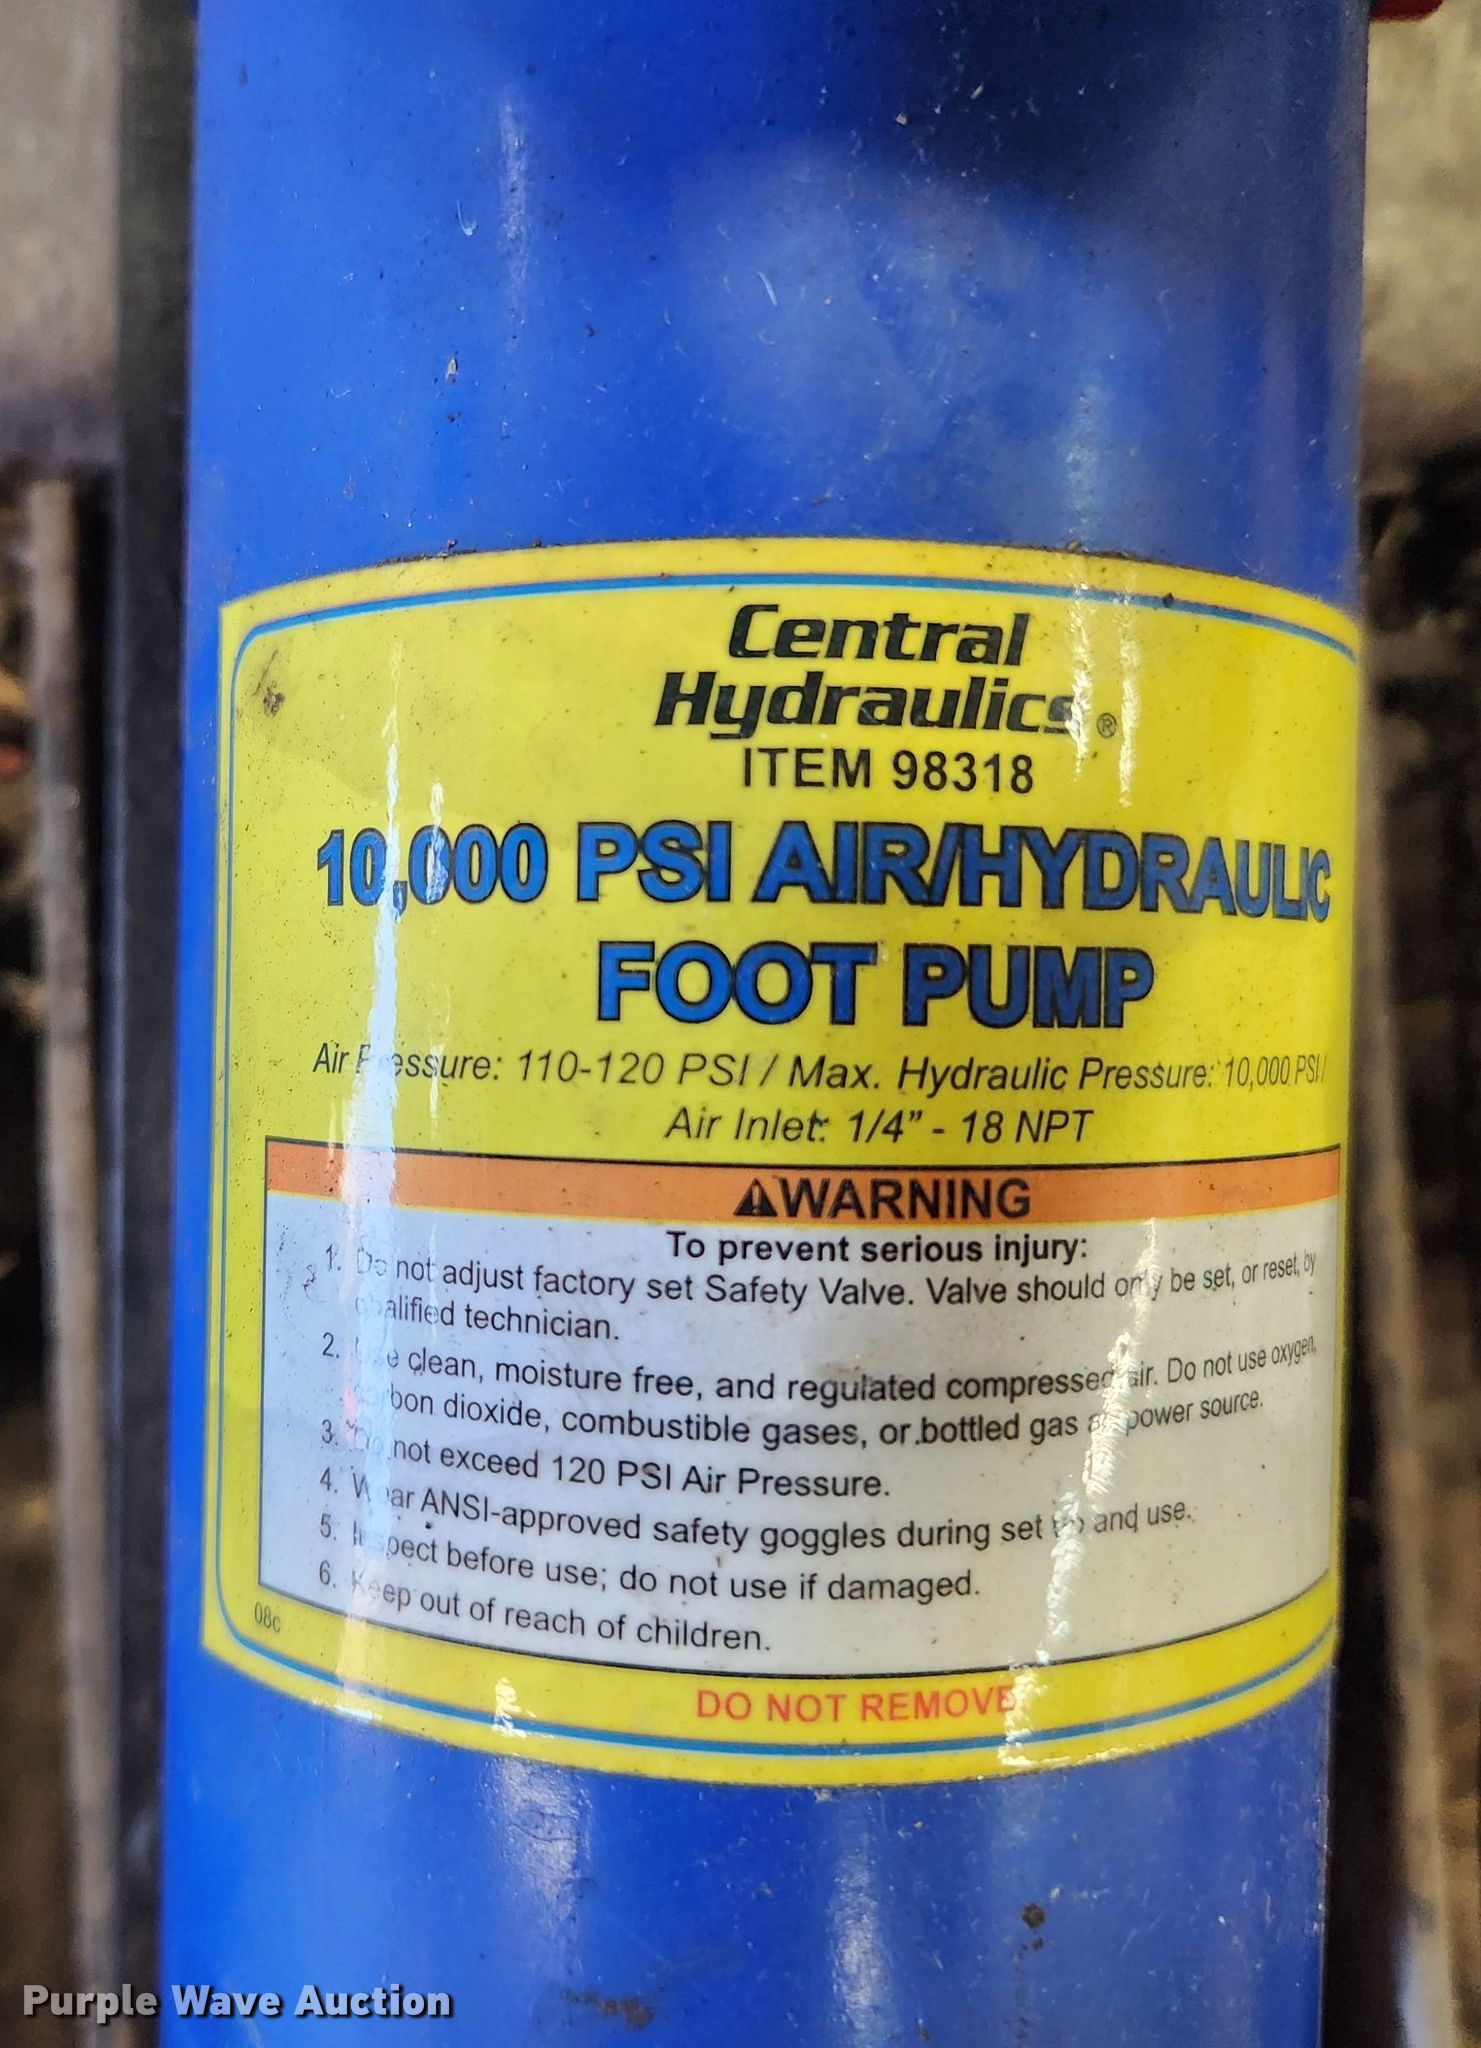 Central
Hydraulics®
ITEM 98318
10,000 PSI AIR/HYDRAULIC
FOOT PUMP
Air Pressure: 110-120 PSI / Max. Hydraulic Pressure: 10,000 PSI /
Air Inlet: 1/4" - 18 NPT
⚠WARNING
To prevent serious injury:
1. Do not adjust factory set Safety Valve. Valve should only be set, or reset, by
qualified technician.
2. Use clean, moisture free, and regulated compressed air. Do not use oxygen,
carbon dioxide, combustible gases, or bottled gas as power source.
3. Do not exceed 120 PSI Air Pressure.
4. Wear ANSI-approved safety goggles during set up and use.
5. Inspect before use; do not use if damaged.
6. Keep out of reach of children.
08c
DO NOT REMOVE
Purple Wave Auction